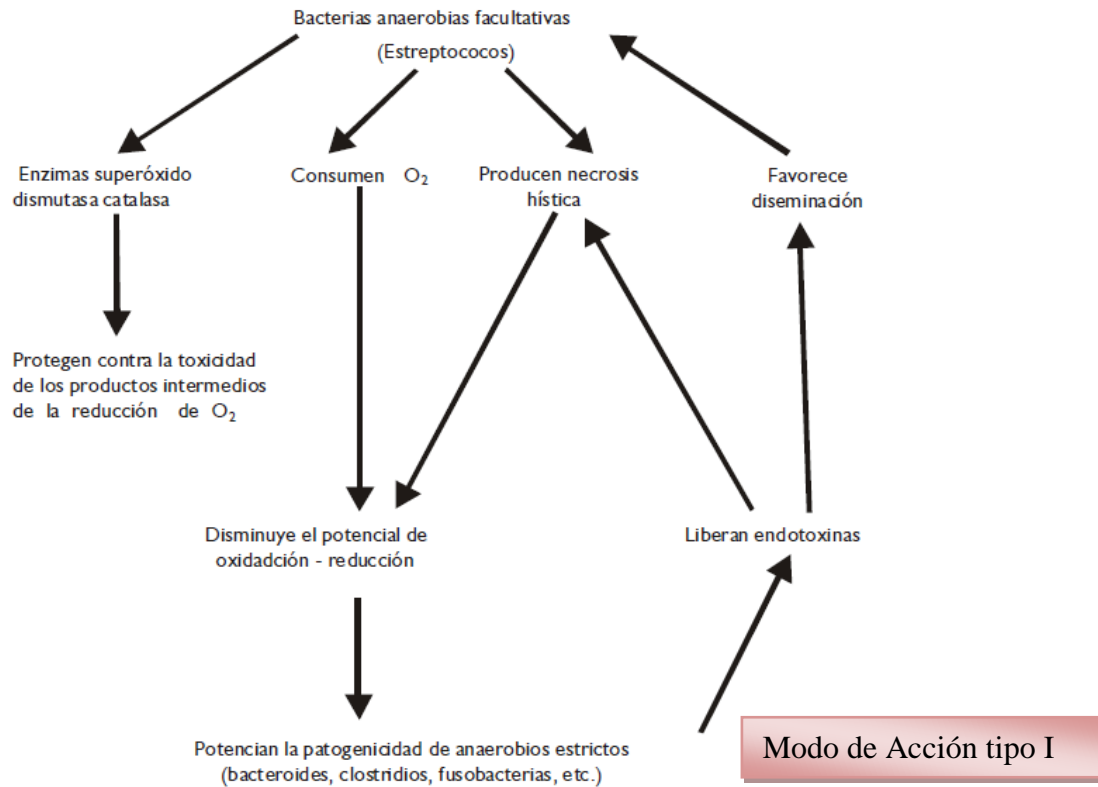 Bacterias anaerobias facultativas
(Estreptococos)
Enzimas superóxido
dismutasa catalasa
Consumen O₂
Producen necrosis
hística
Favorece
diseminación
Protegen contra la toxicidad
de los productos intermedios
de la reducción de O₂
Disminuye el potencial de
oxidadción - reducción
Liberan endotoxinas
Potencian la patogenicidad de anaerobios estrictos
(bacteroides, clostridios, fusobacterias, etc.)
Modo de Acción tipo I